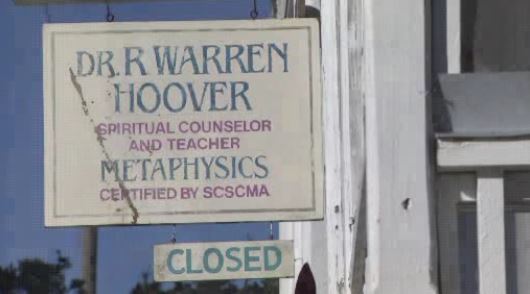 DR. R WARREN
HOOVER
SPIRITUAL COUNSELOR
AND TEACHER
METAPHYSICS
CERTIFIED BY SCSCMA
CLOSED